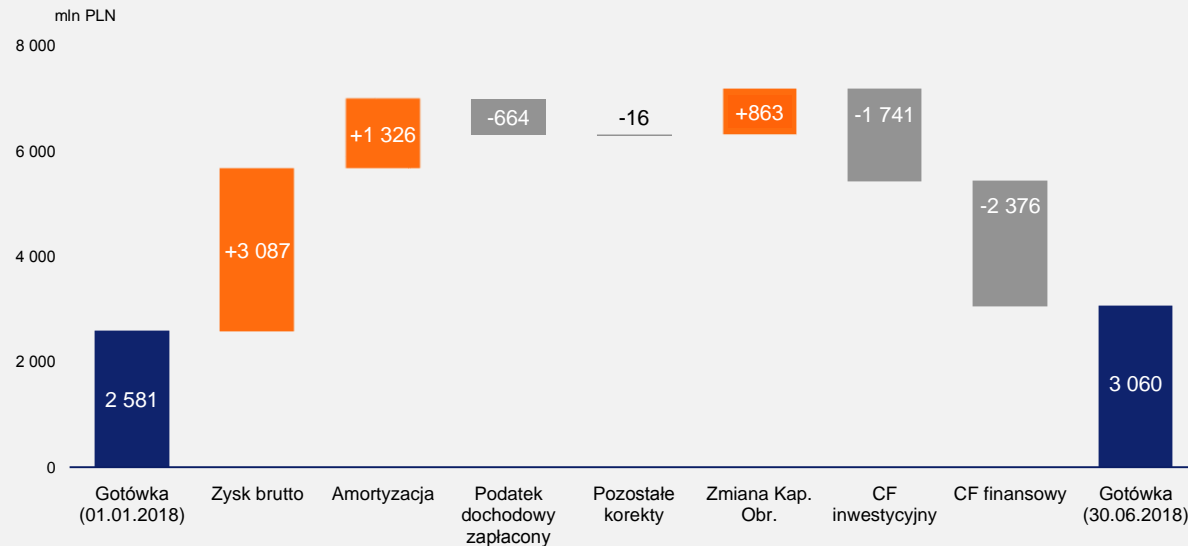 mln PLN
8 000
6 000
4 000
2 000
0
2 581
+3 087
+1 326
-664
-16
+863
-1 741
-2 376
3 060
Gotówka
(01.01.2018)
Zysk brutto
Amortyzacja
Podatek
dochodowy
zapłacony
Pozostałe
korekty
Zmiana Kap.
Obr.
CF
inwestycyjny
CF finansowy
Gotówka
(30.06.2018)